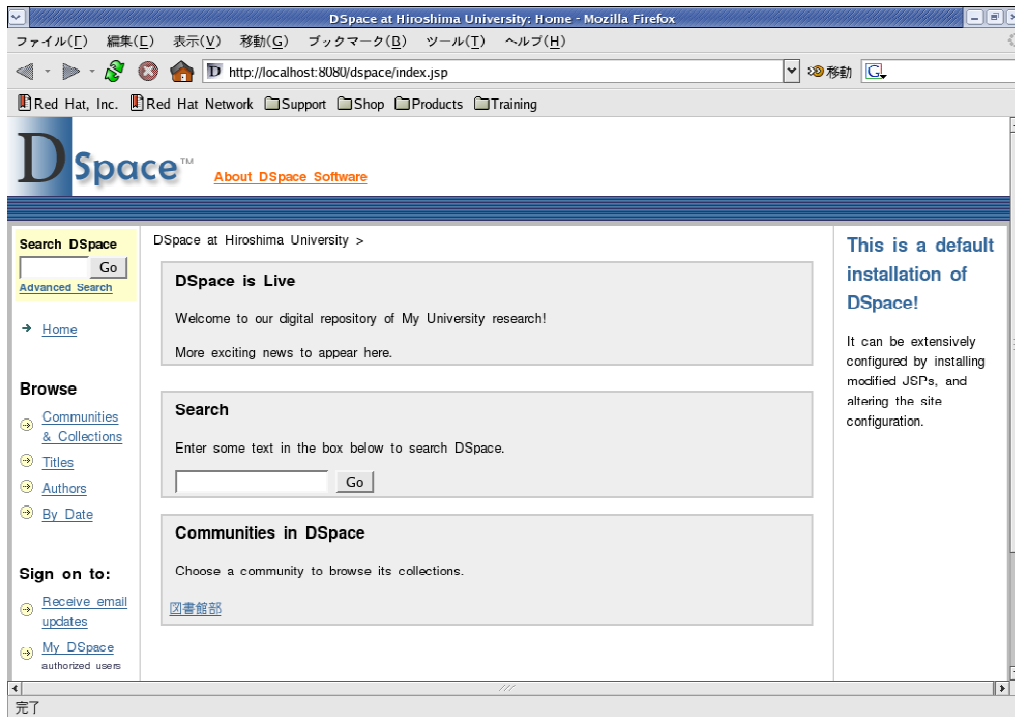 DSpace at Hiroshima University: Home - Mozilla Firefox
ファイル(F) 編集(E) 表示(V) 移動(G) ブックマーク(B) ツール(T) ヘルプ(H)
http://localhost:8080/dspace/index.jsp 移動 G
Red Hat, Inc. Red Hat Network Support Shop Products Training
DSpace™ About DSpace Software
Search DSpace
Go
Advanced Search
Home
Browse
Communities
& Collections
Titles
Authors
By Date
Sign on to:
Receive email
updates
My DSpace
authorized users
DSpace at Hiroshima University >
DSpace is Live
Welcome to our digital repository of My University research!
More exciting news to appear here.
Search
Enter some text in the box below to search DSpace.
Go
Communities in DSpace
Choose a community to browse its collections.
図書館部
This is a default
installation of
DSpace!
It can be extensively
configured by installing
modified JSPs, and
altering the site
configuration.
完了